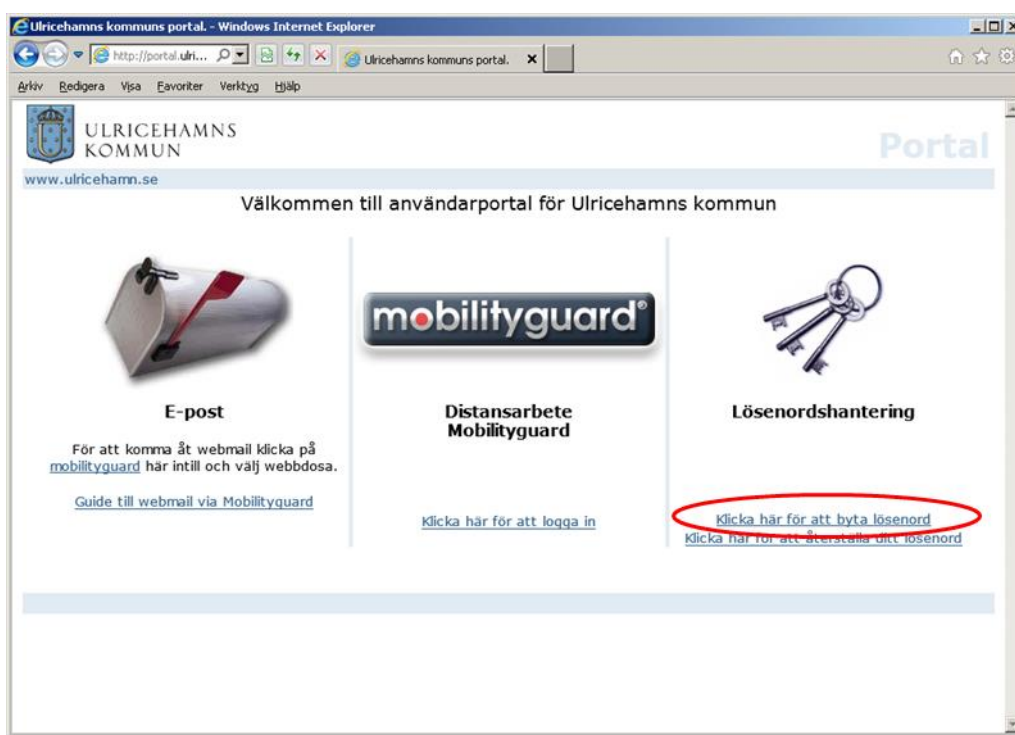 Ulricehamns kommuns portal. - Windows Internet Explorer
http://portal.ulri...
Ulricehamns kommuns portal.
Arkiv Redigera Visa Favoriter Verktyg Hjälp
ULRICEHAMNS
KOMMUN
Portal
www.ulricehamn.se
Välkommen till användarportal för Ulricehamns kommun
mobilityguard®
E-post
För att komma åt webmail klicka på
mobilityguard här intill och välj webbdosa.
Guide till webmail via Mobilityguard
Distansarbete
Mobilityguard
Klicka här för att logga in
Lösenordshantering
Klicka här för att byta lösenord
Klicka här för att återställa ditt lösenord